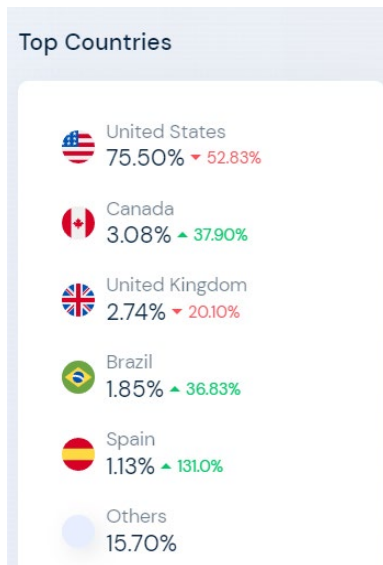 Top Countries
United States
75.50% ▼ 52.83%
Canada
3.08% ▲ 37.90%
United Kingdom
2.74% ▼ 20.10%
Brazil
1.85% ▲ 36.83%
Spain
1.13% ▲ 131.0%
Others
15.70%